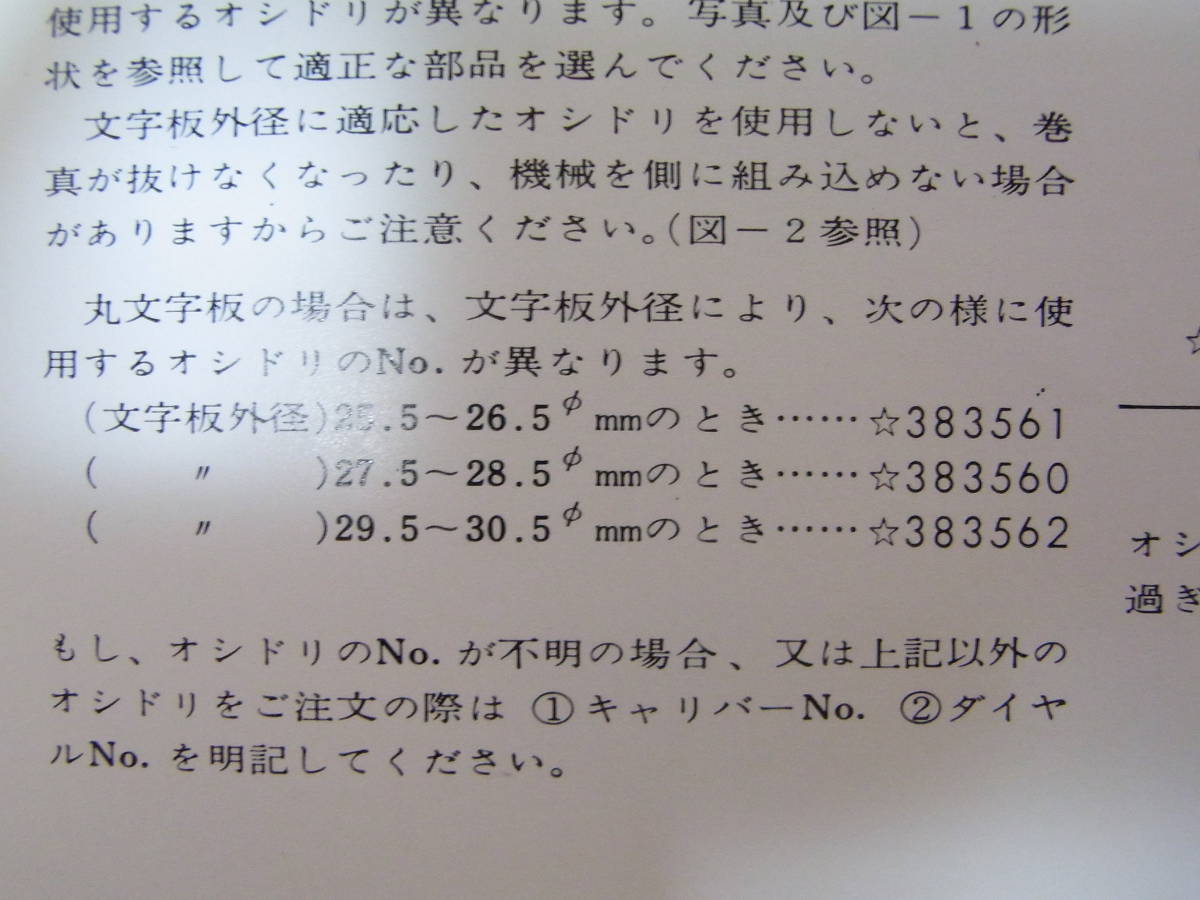 使用するオシドリが異なります。写真及び図－1の形
状を参照して適正な部品を選んでください。
文字板外径に適応したオシドリを使用しないと、巻
真が抜けなくなったり、機械を側に組み込めない場合
がありますからご注意ください。(図－2参照)
丸文字板の場合は、文字板外径により、次の様に使
用するオシドリのNo.が異なります。
(文字板外径)25.5～26.5φ mmのとき……☆383561
(　〃　)27.5～28.5φ mmのとき……☆383560
(　〃　)29.5～30.5φ mmのとき……☆383562
もし、オシドリのNo.が不明の場合、又は上記以外の
オシドリをご注文の際は ①キャリバーNo. ②ダイヤ
ルNo.を明記してください。
☆
オシ
過ぎ